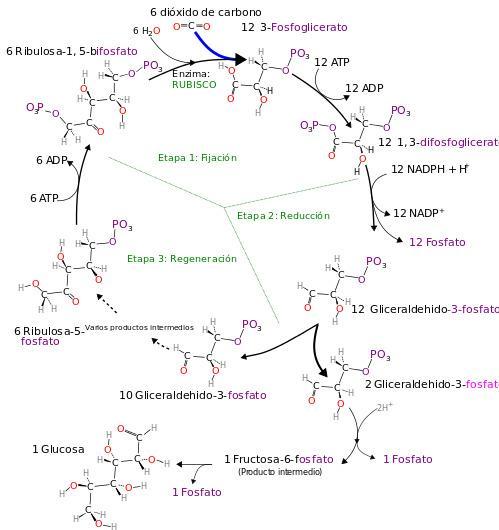 6 dióxido de carbono
6 H2O
O=C=O
12 3-Fosfoglicerato
6 Ribulosa-1, 5-bifosfato
Enzima:
RUBISCO
12 ATP
12 ADP
12 1,3-difosfoglicerato
6 ADP
6 ATP
Etapa 1: Fijación
12 NADPH + H+
12 NADP+
12 Fosfato
Etapa 2: Reducción
Etapa 3: Regeneración
12 Gliceraldehido-3-fosfato
6 Ribulosa-5-
fosfato
Varios productos intermedios
10 Gliceraldehido-3-fosfato
2 Gliceraldehido-3-fosfato
2H+
1 Fosfato
1 Glucosa
1 Fructosa-6-fosfato
(Producto intermedio)
1 Fosfato